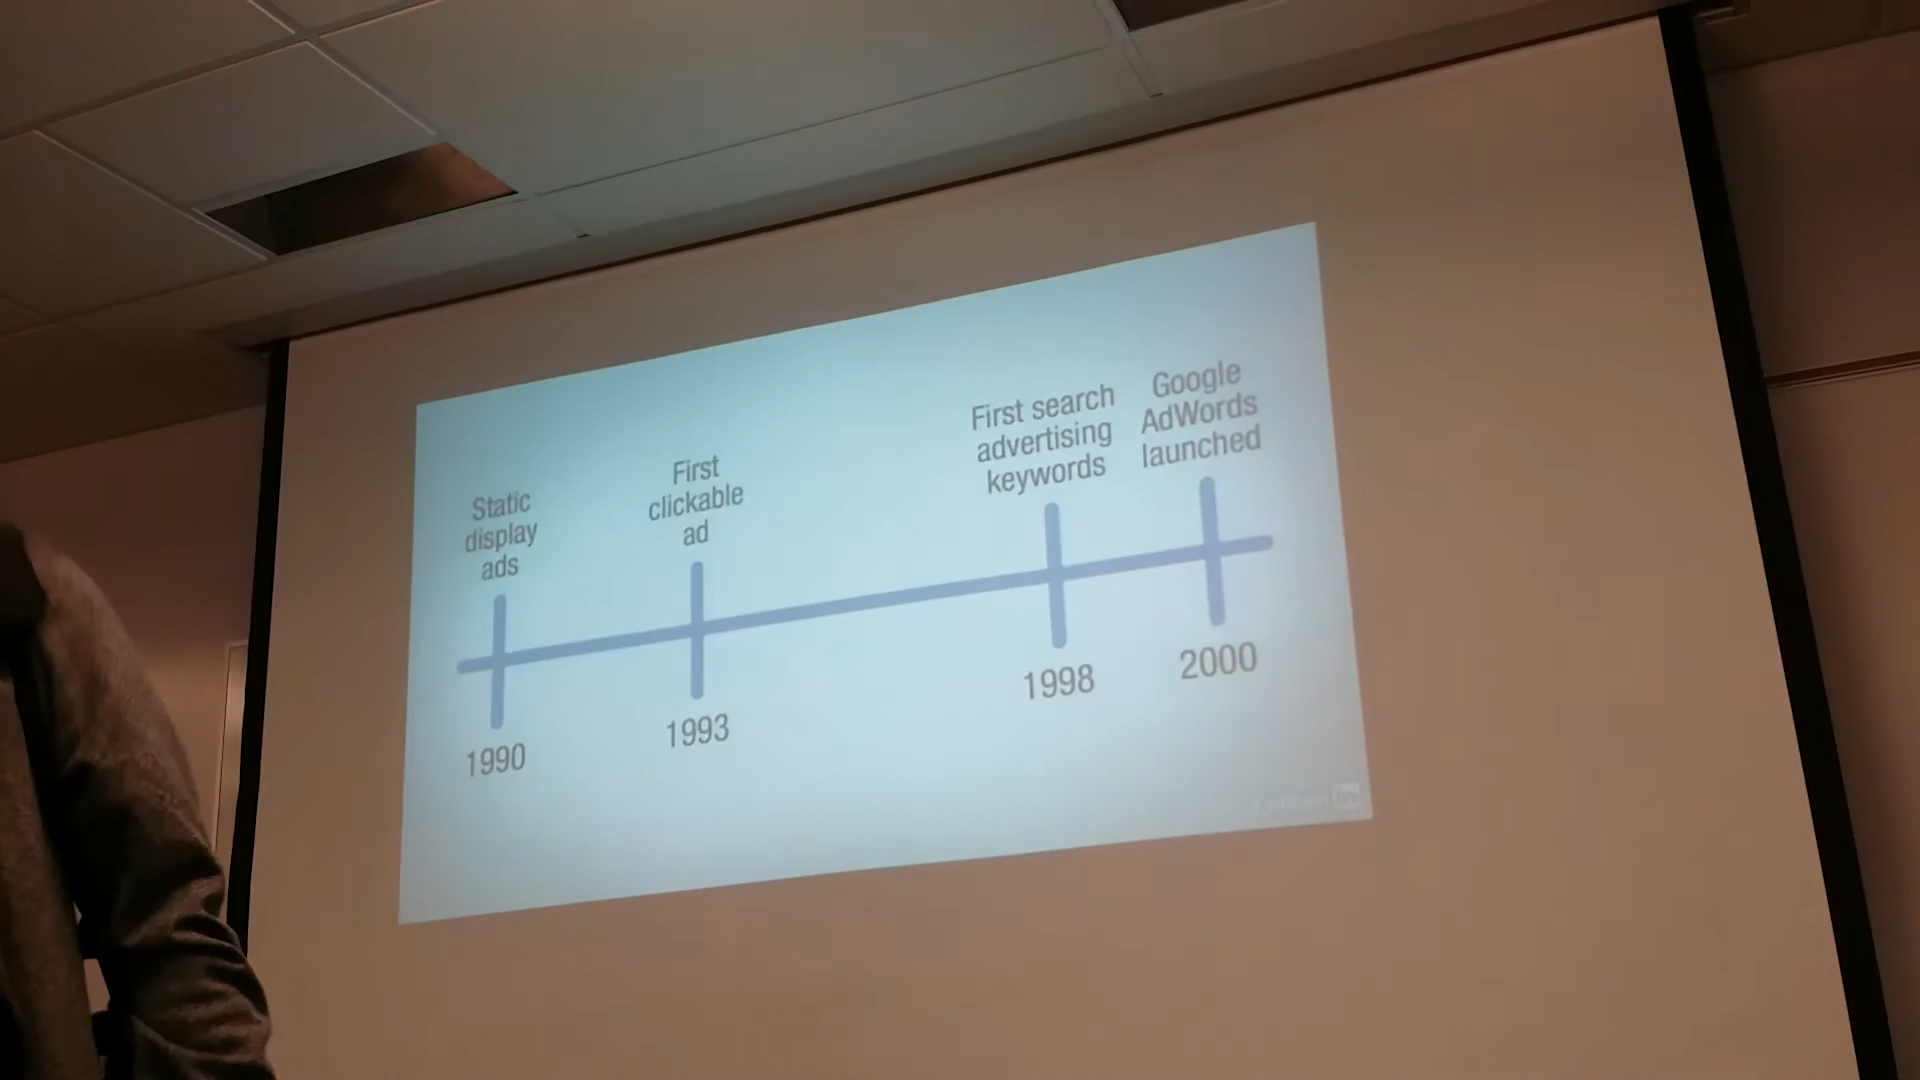 Static
display
ads
First
clickable
ad
First search
advertising
keywords
Google
AdWords
launched
1990
1993
1998
2000